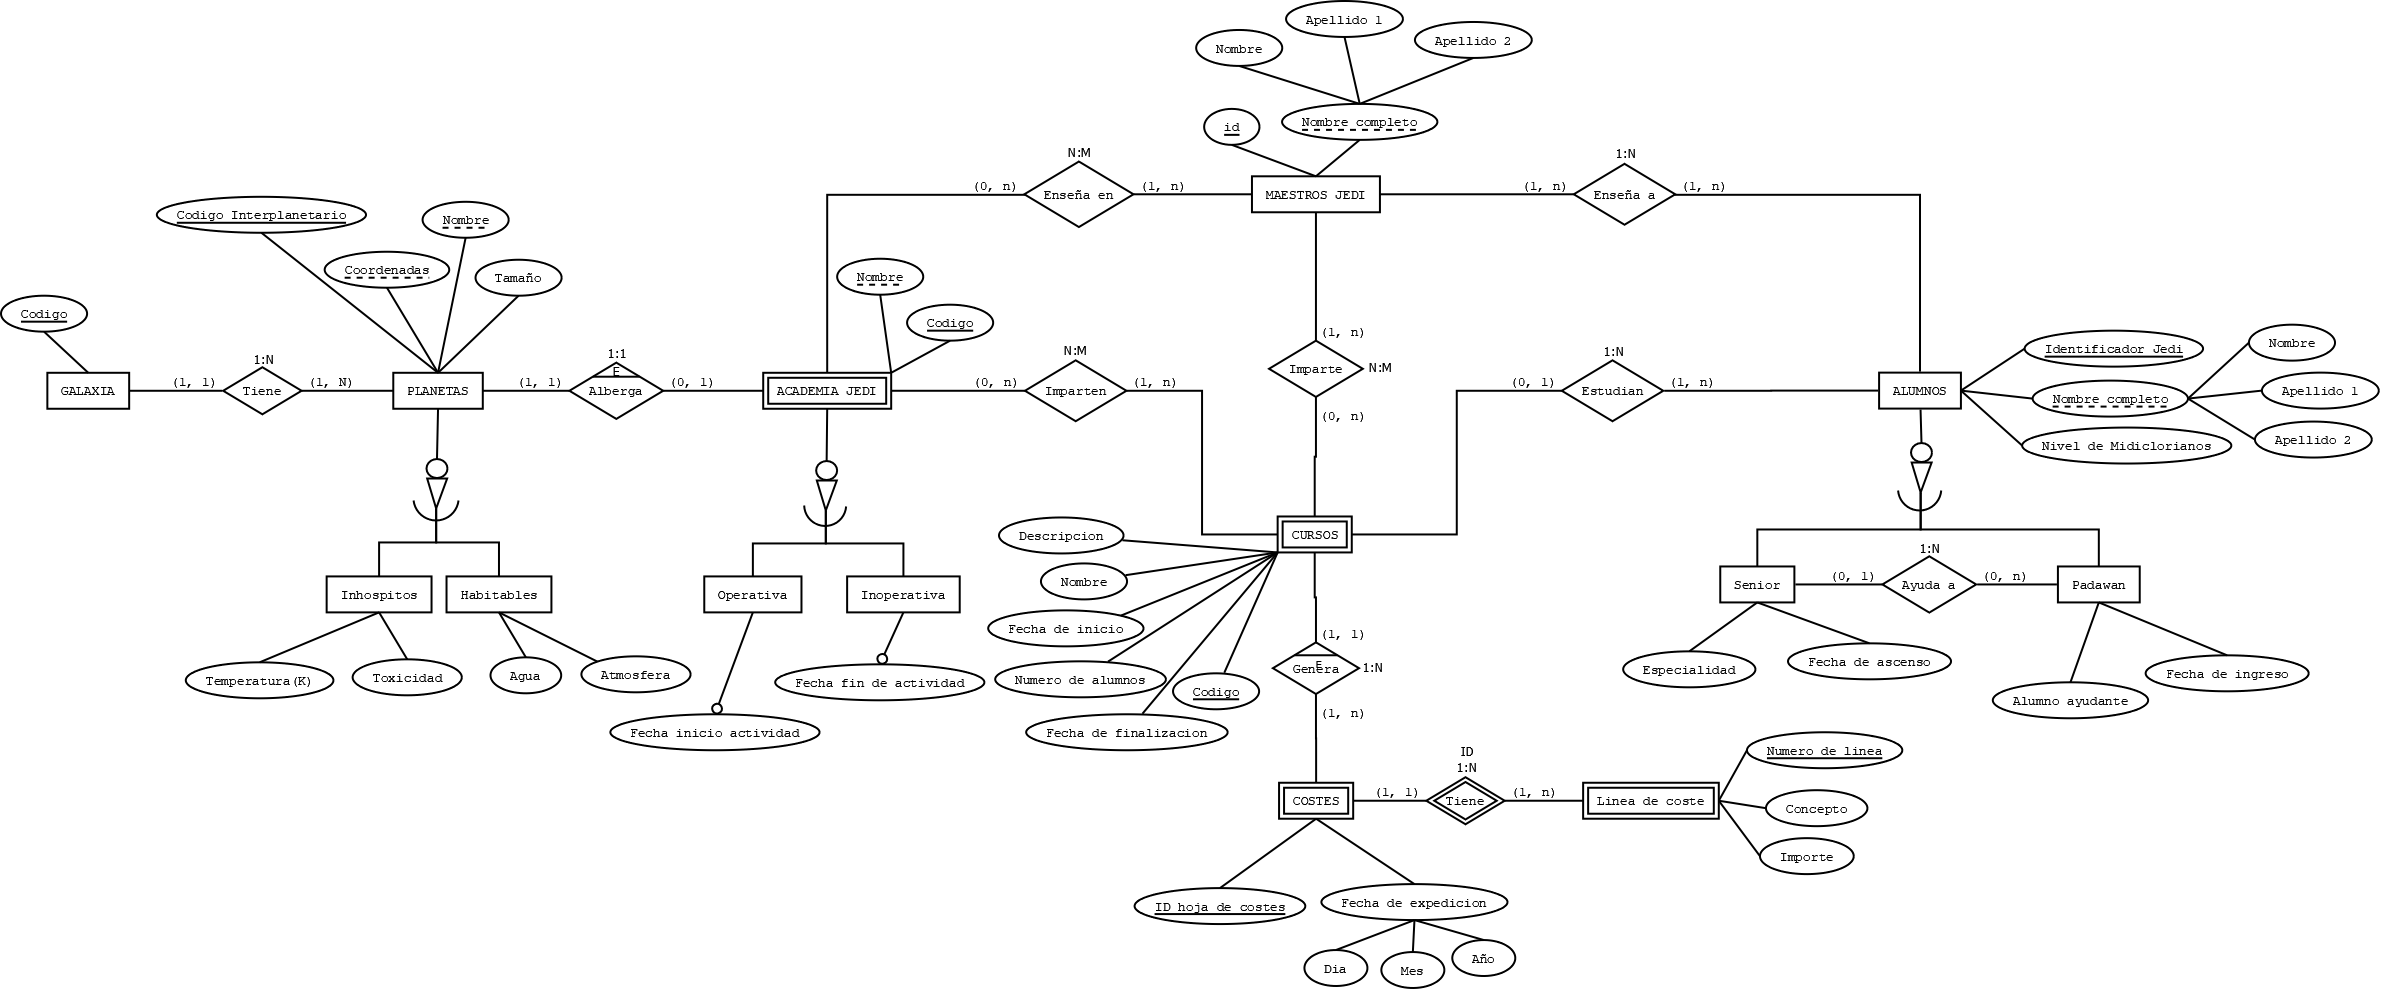 Apellido 1
Nombre
Apellido 2
id
Nombre completo
N:M
(0, n)
Enseña en
(1, n)
MAESTROS JEDI
(1, n)
1:N
Enseña a
(1, n)
Codigo Interplanetario
Nombre
Coordenadas
Tamaño
Nombre
Codigo
Codigo
GALAXIA
(1, 1)
1:N
Tiene
(1, N)
PLANETAS
(1, 1)
1:1
E
Alberga
(0, 1)
ACADEMIA JEDI
(0, n)
N:M
Imparten
(1, n)
(1, n)
Imparte
N:M
(0, n)
(0, 1)
1:N
Estudian
(1, n)
ALUMNOS
Identificador Jedi
Nombre completo
Nivel de Midiclorianos
Nombre
Apellido 1
Apellido 2
Inhospitos
Habitables
Temperatura(K)
Toxicidad
Agua
Atmosfera
Operativa
Inoperativa
Fecha fin de actividad
Fecha inicio actividad
CURSOS
Descripcion
Nombre
Fecha de inicio
Numero de alumnos
Codigo
Fecha de finalizacion
(1, 1)
E
Genera
1:N
(1, n)
Senior
(0, 1)
1:N
Ayuda a
(0, n)
Padawan
Especialidad
Fecha de ascenso
Alumno ayudante
Fecha de ingreso
COSTES
(1, 1)
ID
1:N
Tiene
(1, n)
Linea de coste
Numero de linea
Concepto
Importe
ID hoja de costes
Fecha de expedicion
Dia
Mes
Año